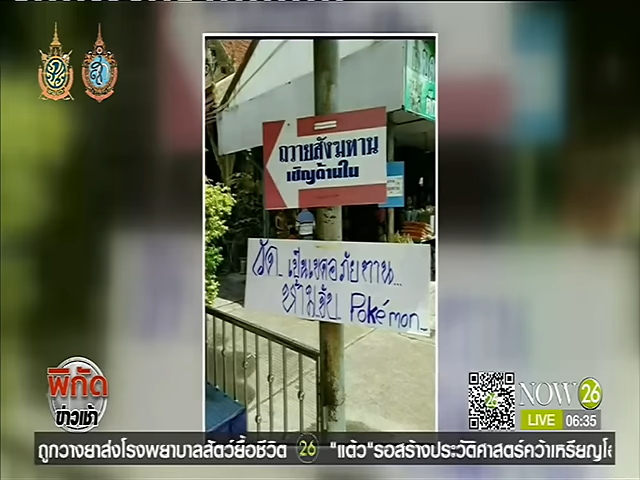 ถวายสังฆทาน
เชิญด้านใน
วัด เป็นเขตอภัยทาน...
ห้ามจับ Pokémon
พิกัด
ข่าวเช้า
NOW 26
LIVE 06:35
ถูกวางยาส่งโรงพยาบาลสัตว์ยื้อชีวิต 26 "แต้ว"รอสร้างประวัติศาสตร์คว้าเหรียญโอ